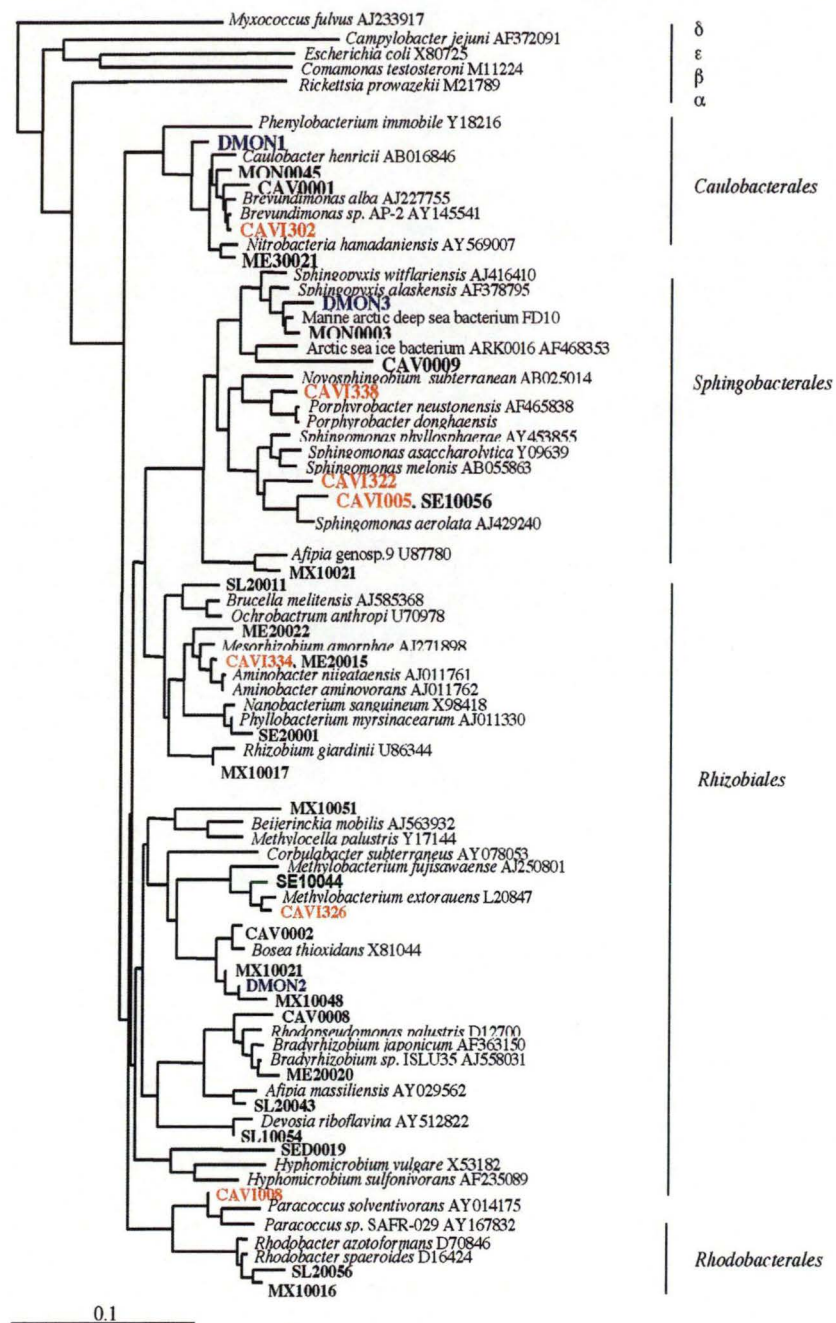 Myxococcus fulvus AJ233917
δ
Campylobacter jejuni AF372091
ε
Escherichia coli X80725
Comamonas testosteroni M11224
β
Rickettsia prowazekii M21789
α
Phenylobacterium immobile Y18216
DMON1
Caulobacter henricii AB016846
MON0045
CAV0001
Caulobacterales
Brevundimonas alba AJ227755
Brevundimonas sp. AP-2 AY145541
CAVI302
Nitrobacteria hamadaniensis AY569007
ME30021
Sphingopyxis witflariensis AJ416410
Sphingopyxis alaskensis AF378795
DMON3
Marine arctic deep sea bacterium FD10
MON0003
Arctic sea ice bacterium ARK0016 AF468353
CAV0009
Novosphingobium subterranean AB025014
Sphingobacterales
CAVI338
Porphyrobacter neustonensis AF465838
Porphyrobacter donghaensis
Sphingomonas phyllosphaerae AY453855
Sphingomonas asaccharolytica Y09639
Sphingomonas melonis AB055863
CAVI322
CAVI005. SE10056
Sphingomonas aerolata AJ429240
Afipia genosp.9 U87780
MX10021
SL20011
Brucella melitensis AJ585368
Ochrobactrum anthropi U70978
ME20022
Mesorhizobium amorphae AJ271898
CAVI334. ME20015
Aminobacter niigataensis AJ011761
Aminobacter aminovorans AJ011762
Nanobacterium sanguineum X98418
Phyllobacterium myrsinacearum AJ011330
SE20001
Rhizobium giardinii U86344
MX10017
Rhizobiales
MX10051
Beijerinckia mobilis AJ563932
Methylocella palustris Y17144
Corbulabacter subterraneus AY078053
Methylobacterium fujisawaense AJ250801
SE10044
Methylobacterium extorauens L20847
CAVI326
CAV0002
Bosea thioxidans X81044
MX10021
DMON2
MX10048
CAV0008
Rhodopseudomonas palustris D12700
Bradyrhizobium japonicum AF363150
Bradyrhizobium sp. ISLU35 AJ558031
ME20020
Afipia massiliensis AY029562
SL20043
Devosia riboflavina AY512822
SL10054
SED0019
Hyphomicrobium vulgare X53182
Hyphomicrobium sulfonivorans AF235089
CAVI008
Paracoccus solventivorans AY014175
Paracoccus sp. SAFR-029 AY167832
Rhodobacter azotoformans D70846
Rhodobacter spaeroides D16424
Rhodobacterales
SL20056
MX10016
0.1